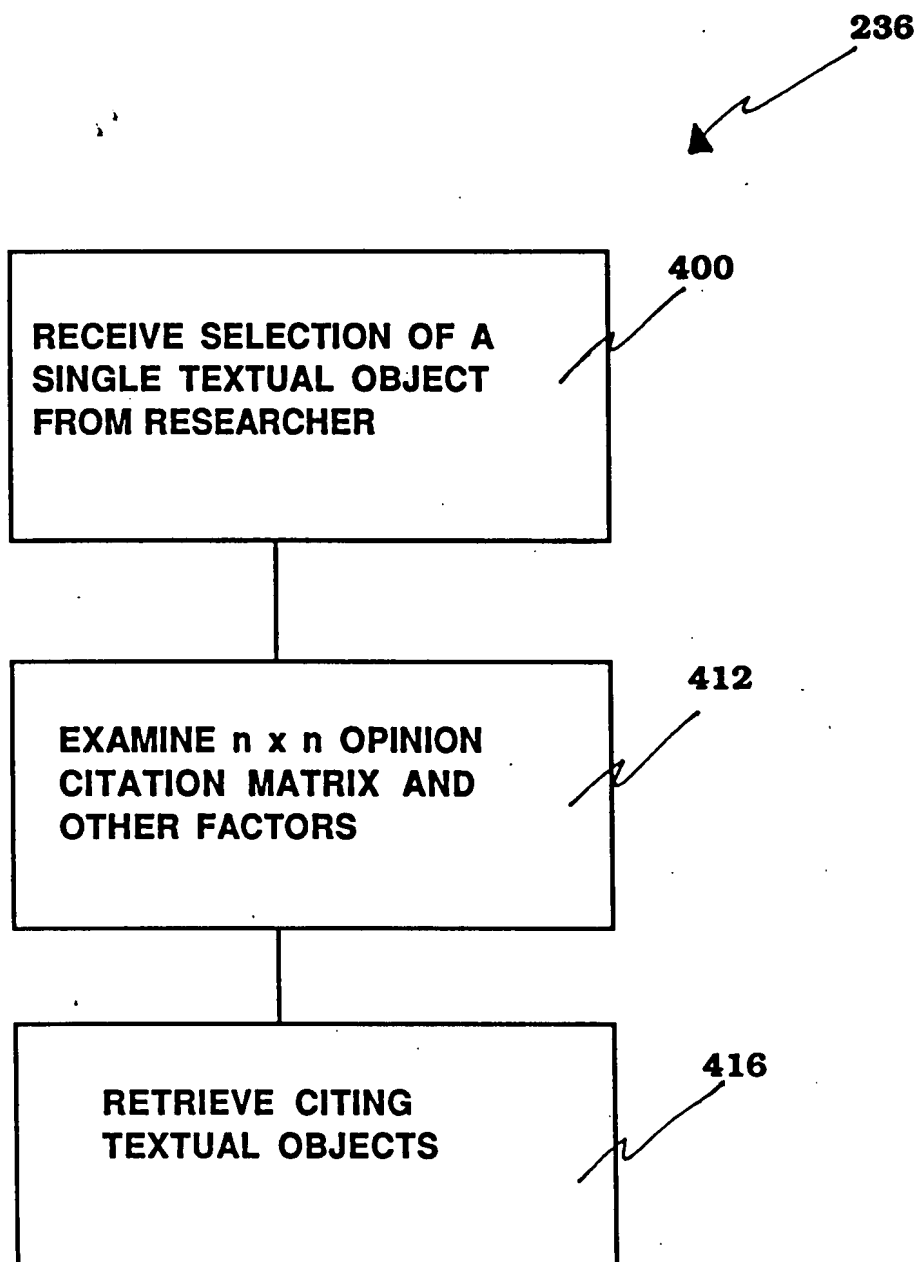 236
400
RECEIVE SELECTION OF A
SINGLE TEXTUAL OBJECT
FROM RESEARCHER
412
EXAMINE n x n OPINION
CITATION MATRIX AND
OTHER FACTORS
416
RETRIEVE CITING
TEXTUAL OBJECTS